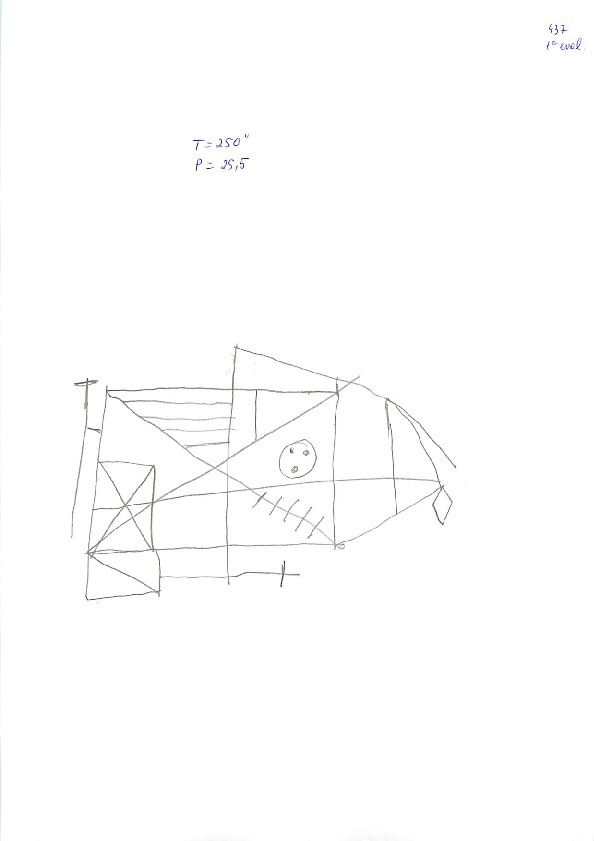 437
1ª eval.
T = 250"
P = 25,5